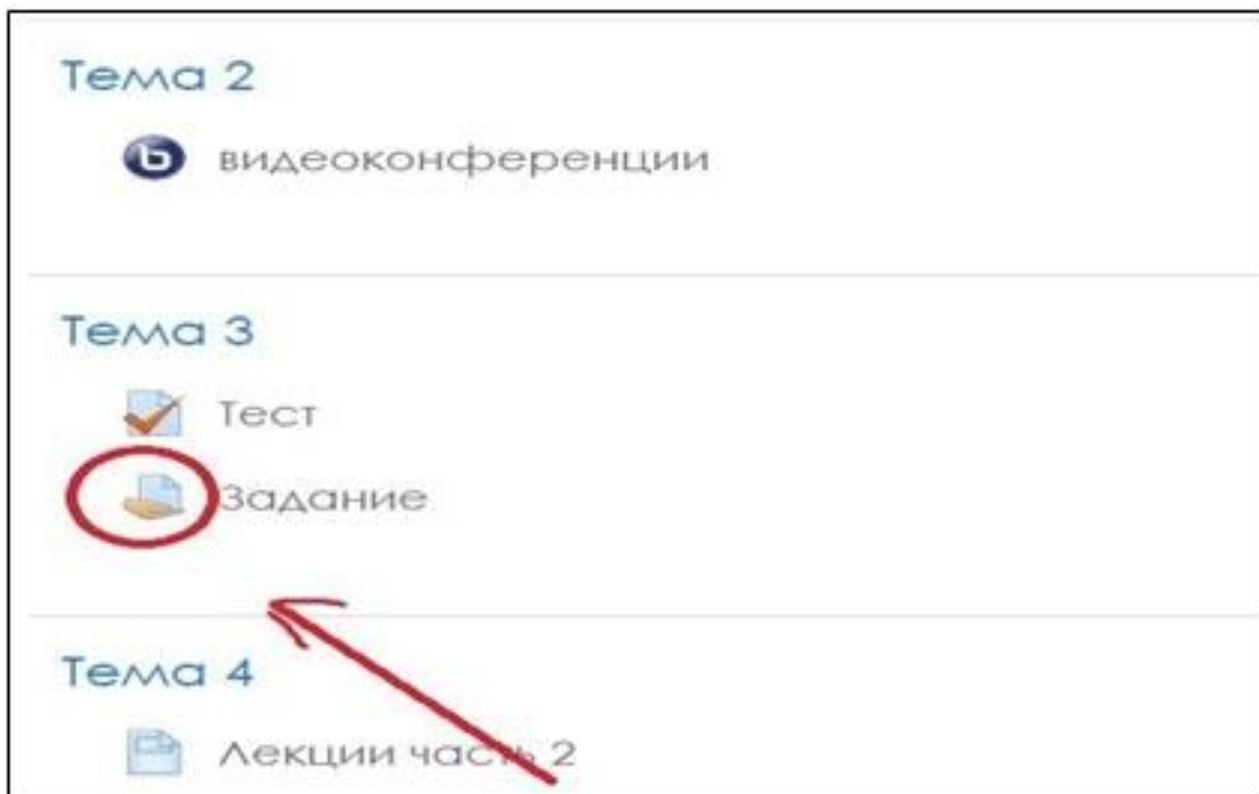 Тема 2
видеоконференции
Тема 3
Тест
Задание
Тема 4
Лекции часть 2